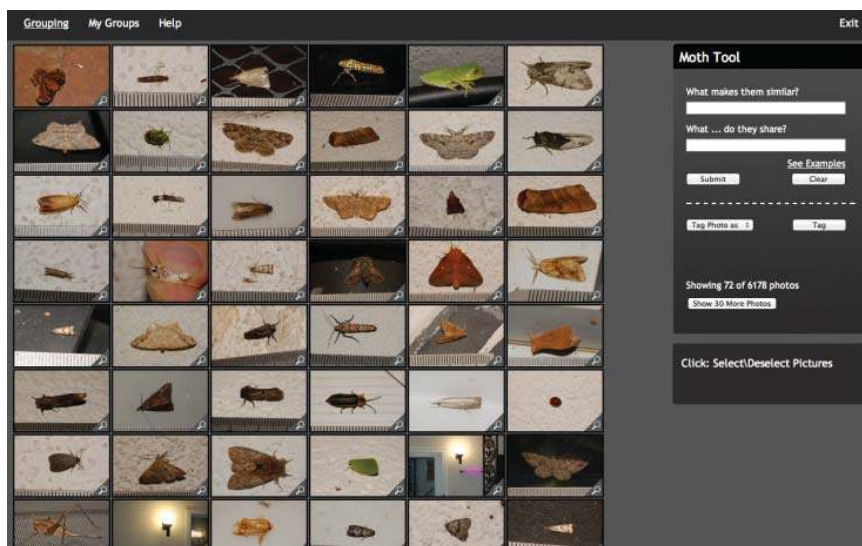 Grouping My Groups Help Exit
Moth Tool
What makes them similar?
What ... do they share?
See Examples
Submit Clear
Tag Photo as Tag
Showing 72 of 6178 photos
Show 30 More Photos
Click: Select\Deselect Pictures